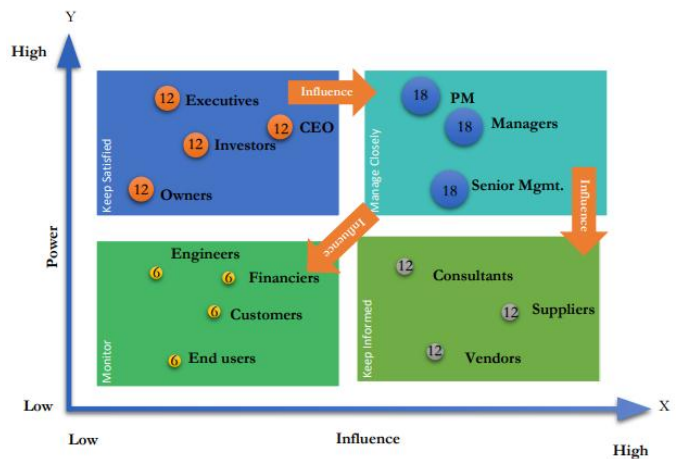 Y
High
12 Executives
Influence
18 PM
12 CEO
18 Managers
12 Investors
12 Owners
18 Senior Mgmt.
Keep Satisfied
Manage Closely
Influence
Influence
Power
Engineers
6
6 Financiers
6 Customers
6 End users
Monitor
12 Consultants
12 Suppliers
12 Vendors
Keep Informed
Low
X
Low
Influence
High